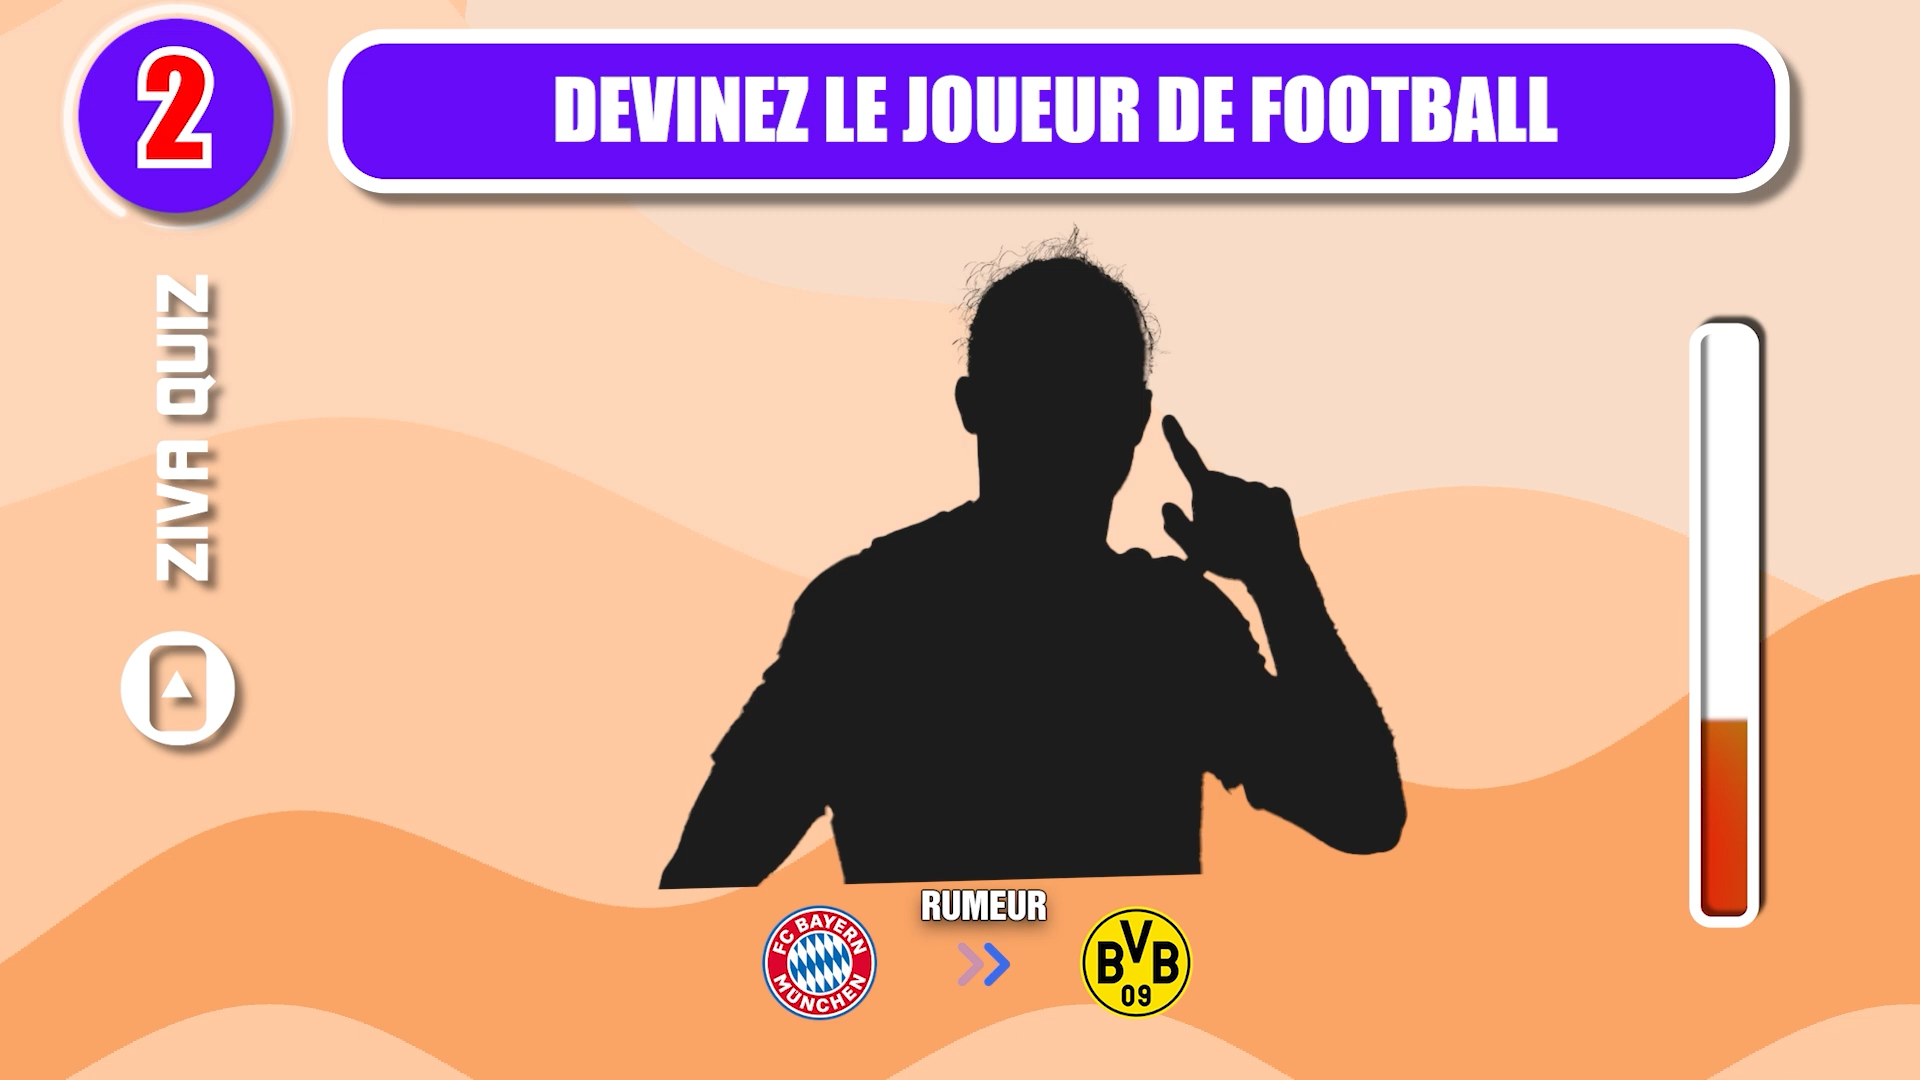 2
DEVINEZ LE JOUEUR DE FOOTBALL
ZIVA QUIZ
RUMEUR
FC BAYERN
MÜNCHEN
BVB
09